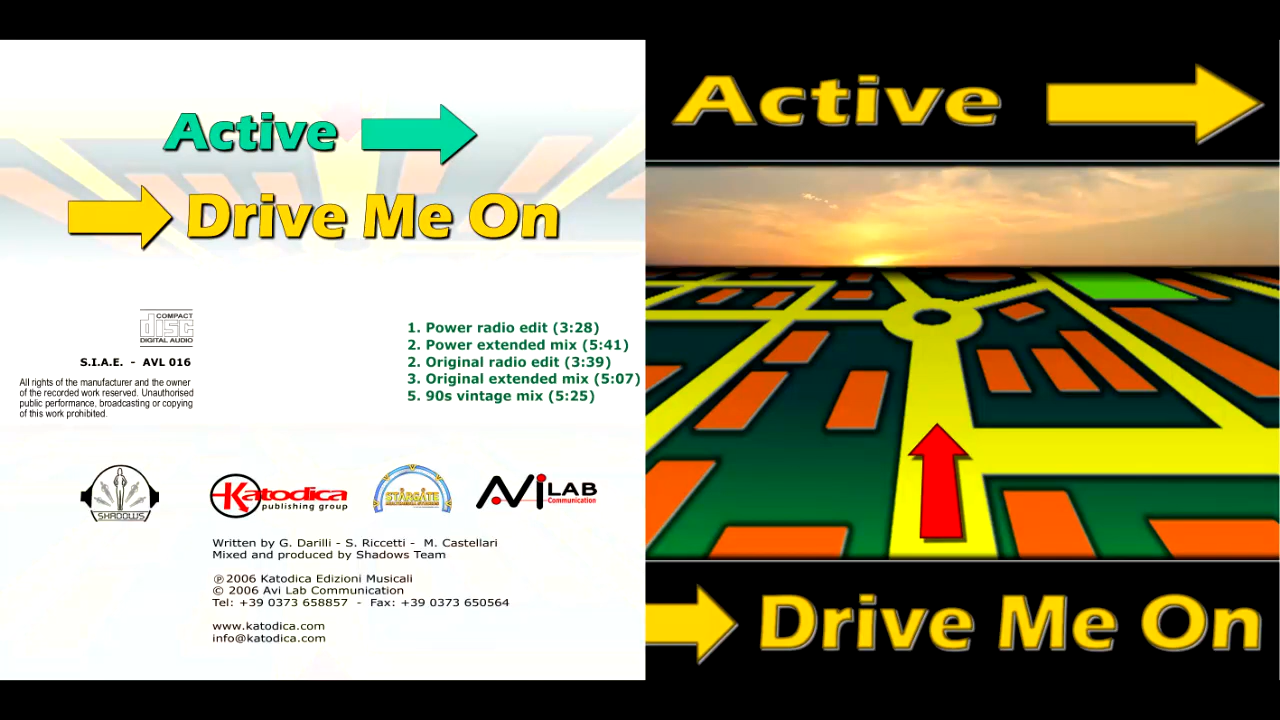 Active
Drive Me On
COMPACT
disc
DIGITAL AUDIO
S.I.A.E. - AVL 016
All rights of the manufacturer and the owner
of the recorded work reserved. Unauthorised
public performance, broadcasting or copying
of this work prohibited.
1. Power radio edit (3:28)
2. Power extended mix (5:41)
2. Original radio edit (3:39)
3. Original extended mix (5:07)
5. 90s vintage mix (5:25)
SHADOWS
Katodica
publishing group
STARGATE
AVI LAB
Communication
Written by G. Darilli - S. Riccetti - M. Castellari
Mixed and produced by Shadows Team
℗2006 Katodica Edizioni Musicali
© 2006 Avi Lab Communication
Tel: +39 0373 658857 - Fax: +39 0373 650564
www.katodica.com
info@katodica.com
Active
Drive Me On